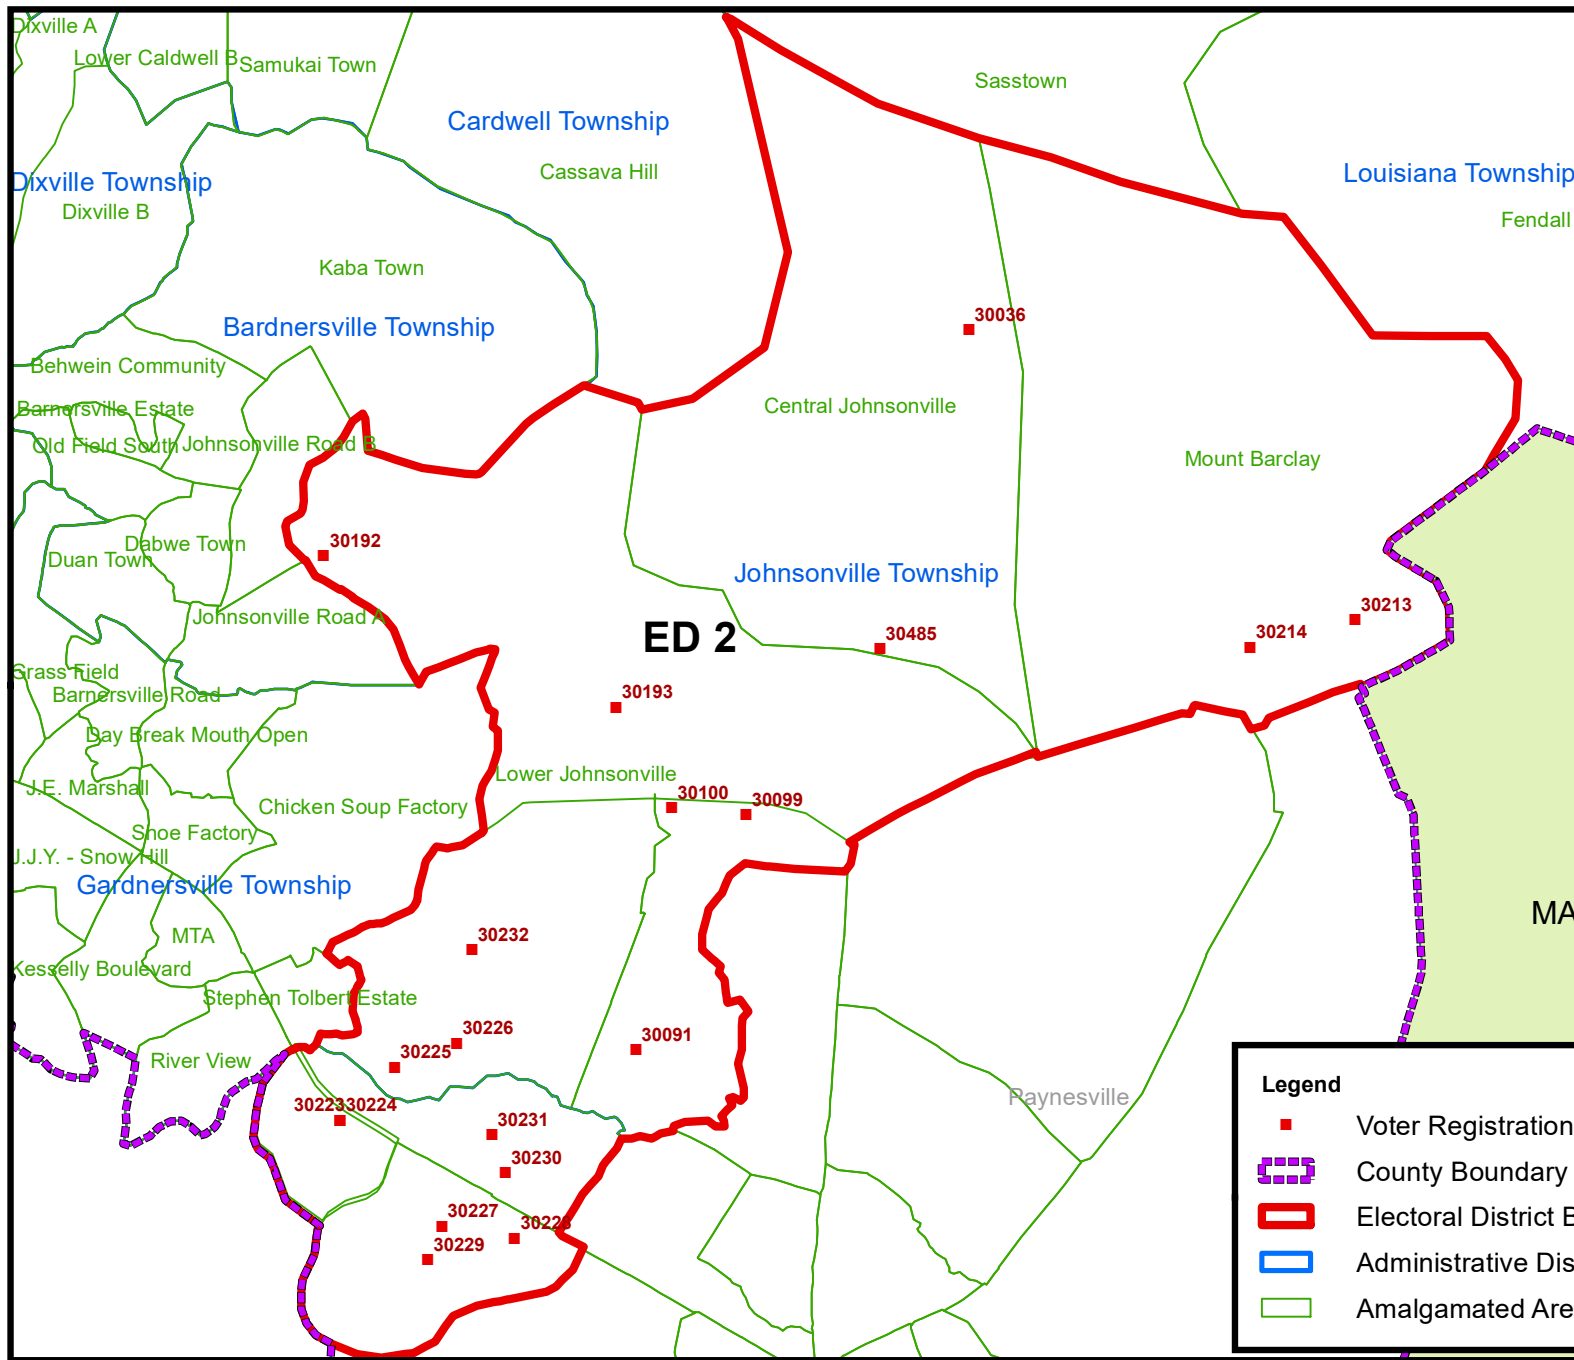 Dixville A
Lower Caldwell B
Samukai Town
Sasstown
Cardwell Township
Cassava Hill
Louisiana Township
Dixville Township
Dixville B
Fendall
Kaba Town
30036
Bardnersville Township
Behwein Community
Barnersville Estate
Central Johnsonville
Old Field South
Johnsonville Road B
Mount Barclay
30192
Dabwe Town
Duan Town
Johnsonville Township
30213
Johnsonville Road A
ED 2
30485
30214
Grass Field
Barnersville Road
30193
Day Break Mouth Open
Lower Johnsonville
J.E. Marshall
Chicken Soup Factory
30100
30099
Shoe Factory
J.J.Y. - Snow Hill
Gardnersville Township
MA
MTA
30232
Kesselly Boulevard
Stephen Tolbert Estate
30226
30091
30225
River View
Paynesville
30223
30224
30231
30230
30227
30228
30229
Legend
Voter Registration
County Boundary
Electoral District B
Administrative Dis
Amalgamated Are